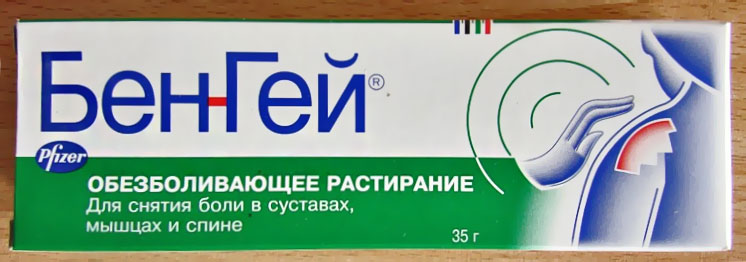 Бен-Гей®
Pfizer
ОБЕЗБОЛИВАЮЩЕЕ РАСТИРАНИЕ
Для снятия боли в суставах,
мышцах и спине
35 г